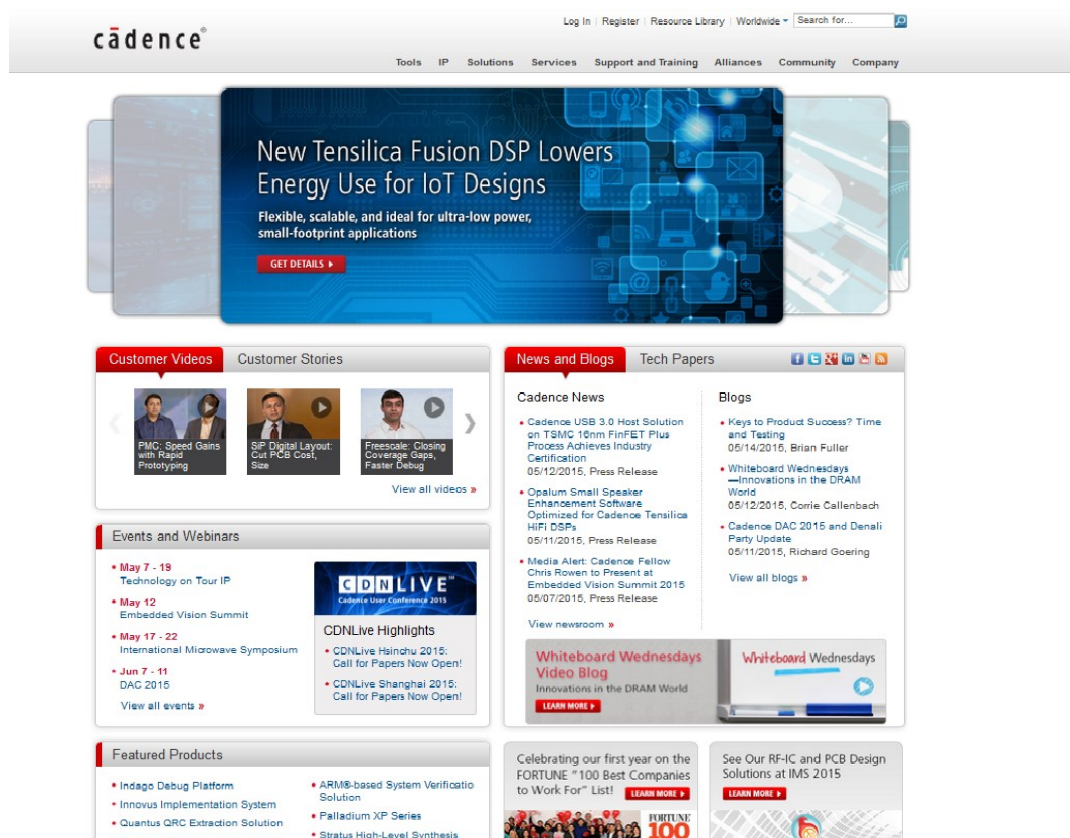 Log In | Register | Resource Library | Worldwide
Search for...
cādence®
Tools IP Solutions Services Support and Training Alliances Community Company
New Tensilica Fusion DSP Lowers
Energy Use for IoT Designs
Flexible, scalable, and ideal for ultra-low power,
small-footprint applications
GET DETAILS
Customer Videos Customer Stories
PMC: Speed Gains
with Rapid
Prototyping
SiP Digital Layout:
Cut PCB Cost,
Size
Freescale: Closing
Coverage Gaps,
Faster Debug
View all videos »
Events and Webinars
• May 7 - 19
Technology on Tour IP
• May 12
Embedded Vision Summit
• May 17 - 22
International Microwave Symposium
• Jun 7 - 11
DAC 2015
View all events »
CDNLIVE™
Cadence User Conference 2015
CDNLive Highlights
• CDNLive Hsinchu 2015:
Call for Papers Now Open!
• CDNLive Shanghai 2015:
Call for Papers Now Open!
News and Blogs Tech Papers
Cadence News
• Cadence USB 3.0 Host Solution
on TSMC 16nm FinFET Plus
Process Achieves Industry
Certification
05/12/2015, Press Release
• Opalum Small Speaker
Enhancement Software
Optimized for Cadence Tensilica
HiFi DSPs
05/11/2015, Press Release
• Media Alert: Cadence Fellow
Chris Rowen to Present at
Embedded Vision Summit 2015
05/07/2015, Press Release
View newsroom »
Blogs
• Keys to Product Success? Time
and Testing
05/14/2015, Brian Fuller
• Whiteboard Wednesdays
—Innovations in the DRAM
World
05/12/2015, Corrie Callenbach
• Cadence DAC 2015 and Denali
Party Update
05/11/2015, Richard Goering
View all blogs »
Whiteboard Wednesdays
Video Blog
Innovations in the DRAM World
LEARN MORE
Whiteboard Wednesdays
Featured Products
• Indago Debug Platform
• Innovus Implementation System
• Quantus QRC Extraction Solution
• ARM®-based System Verificatio
Solution
• Palladium XP Series
• Stratus High-Level Synthesis
Celebrating our first year on the
FORTUNE "100 Best Companies
to Work For" List! LEARN MORE
FORTUNE
100
See Our RF-IC and PCB Design
Solutions at IMS 2015
LEARN MORE